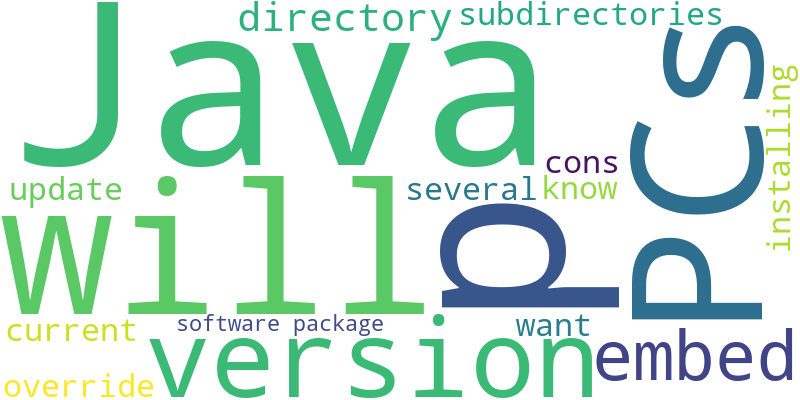 Java
directory
subdirectories
PCs
installing
cons
update
several
know
will
p
current
software package
want
version
embed
override